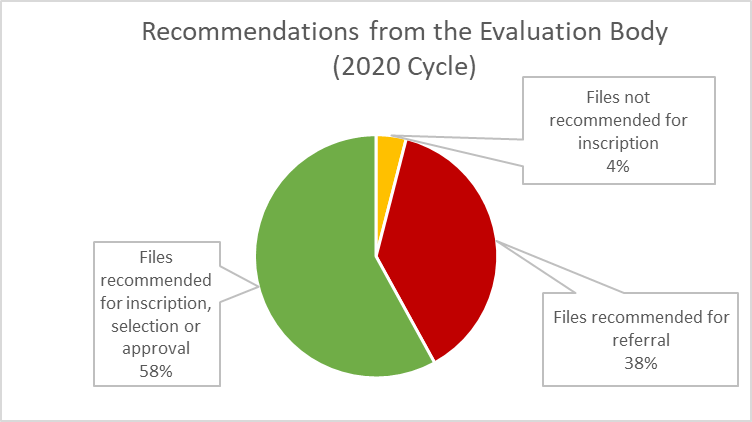 Recommendations from the Evaluation Body
(2020 Cycle)
Files not
recommended for
inscription
4%
Files
recommended
for inscription,
selection or
approval
58%
Files recommended for
referral
38%